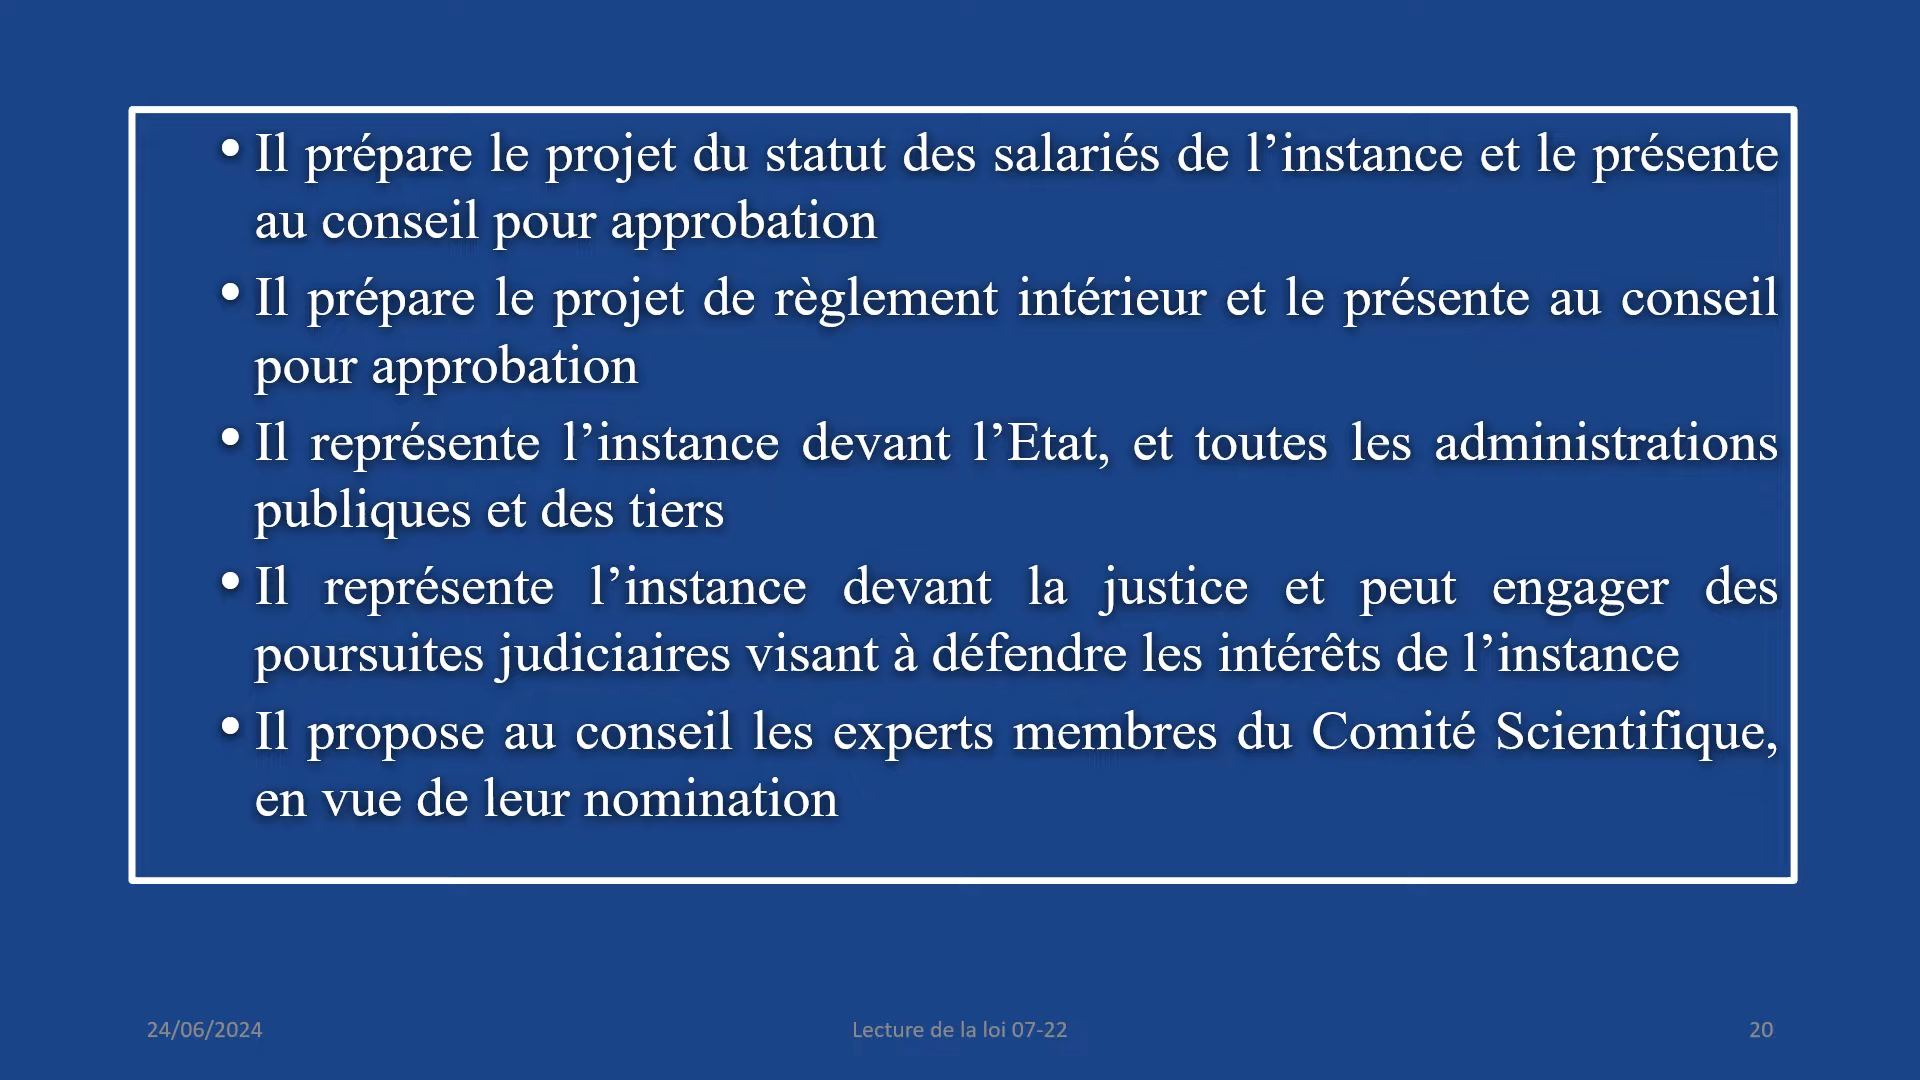 • Il prépare le projet du statut des salariés de l’instance et le présente
au conseil pour approbation
• Il prépare le projet de règlement intérieur et le présente au conseil
pour approbation
• Il représente l’instance devant l’Etat, et toutes les administrations
publiques et des tiers
• Il représente l’instance devant la justice et peut engager des
poursuites judiciaires visant à défendre les intérêts de l’instance
• Il propose au conseil les experts membres du Comité Scientifique,
en vue de leur nomination
24/06/2024
Lecture de la loi 07-22
20